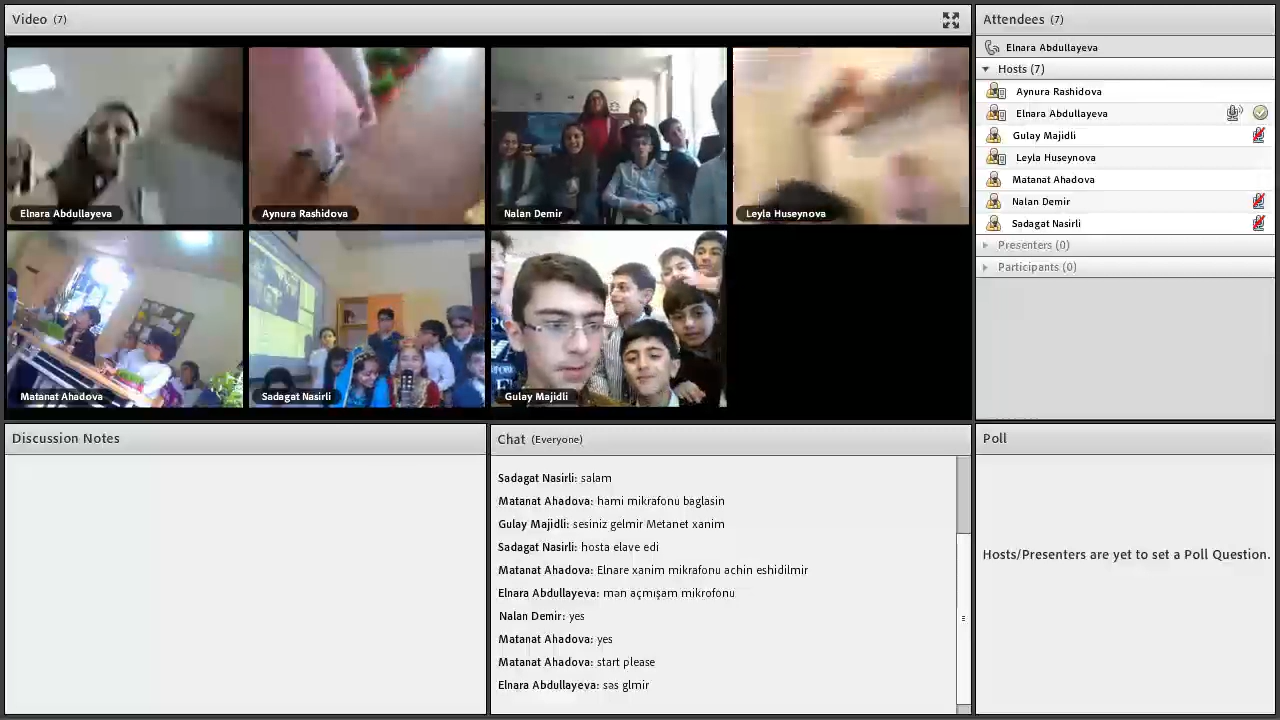 Video (7)
Elnara Abdullayeva
Aynura Rashidova
Nalan Demir
Leyla Huseynova
Matanat Ahadova
Sadagat Nasirli
Gulay Majidli
Attendees (7)
Elnara Abdullayeva
Hosts (7)
Aynura Rashidova
Elnara Abdullayeva
Gulay Majidli
Leyla Huseynova
Matanat Ahadova
Nalan Demir
Sadagat Nasirli
Presenters (0)
Participants (0)
Discussion Notes
Chat (Everyone)
Sadagat Nasirli: salam
Matanat Ahadova: hami mikrafonu baglasin
Gulay Majidli: sesiniz gelmir Metanet xanim
Sadagat Nasirli: hosta elave edi
Matanat Ahadova: Elnare xanim mikrafonu achin eshidilmir
Elnara Abdullayeva: mən açmışam mikrofonu
Nalan Demir: yes
Matanat Ahadova: yes
Matanat Ahadova: start please
Elnara Abdullayeva: səs glmir
Poll
Hosts/Presenters are yet to set a Poll Question.